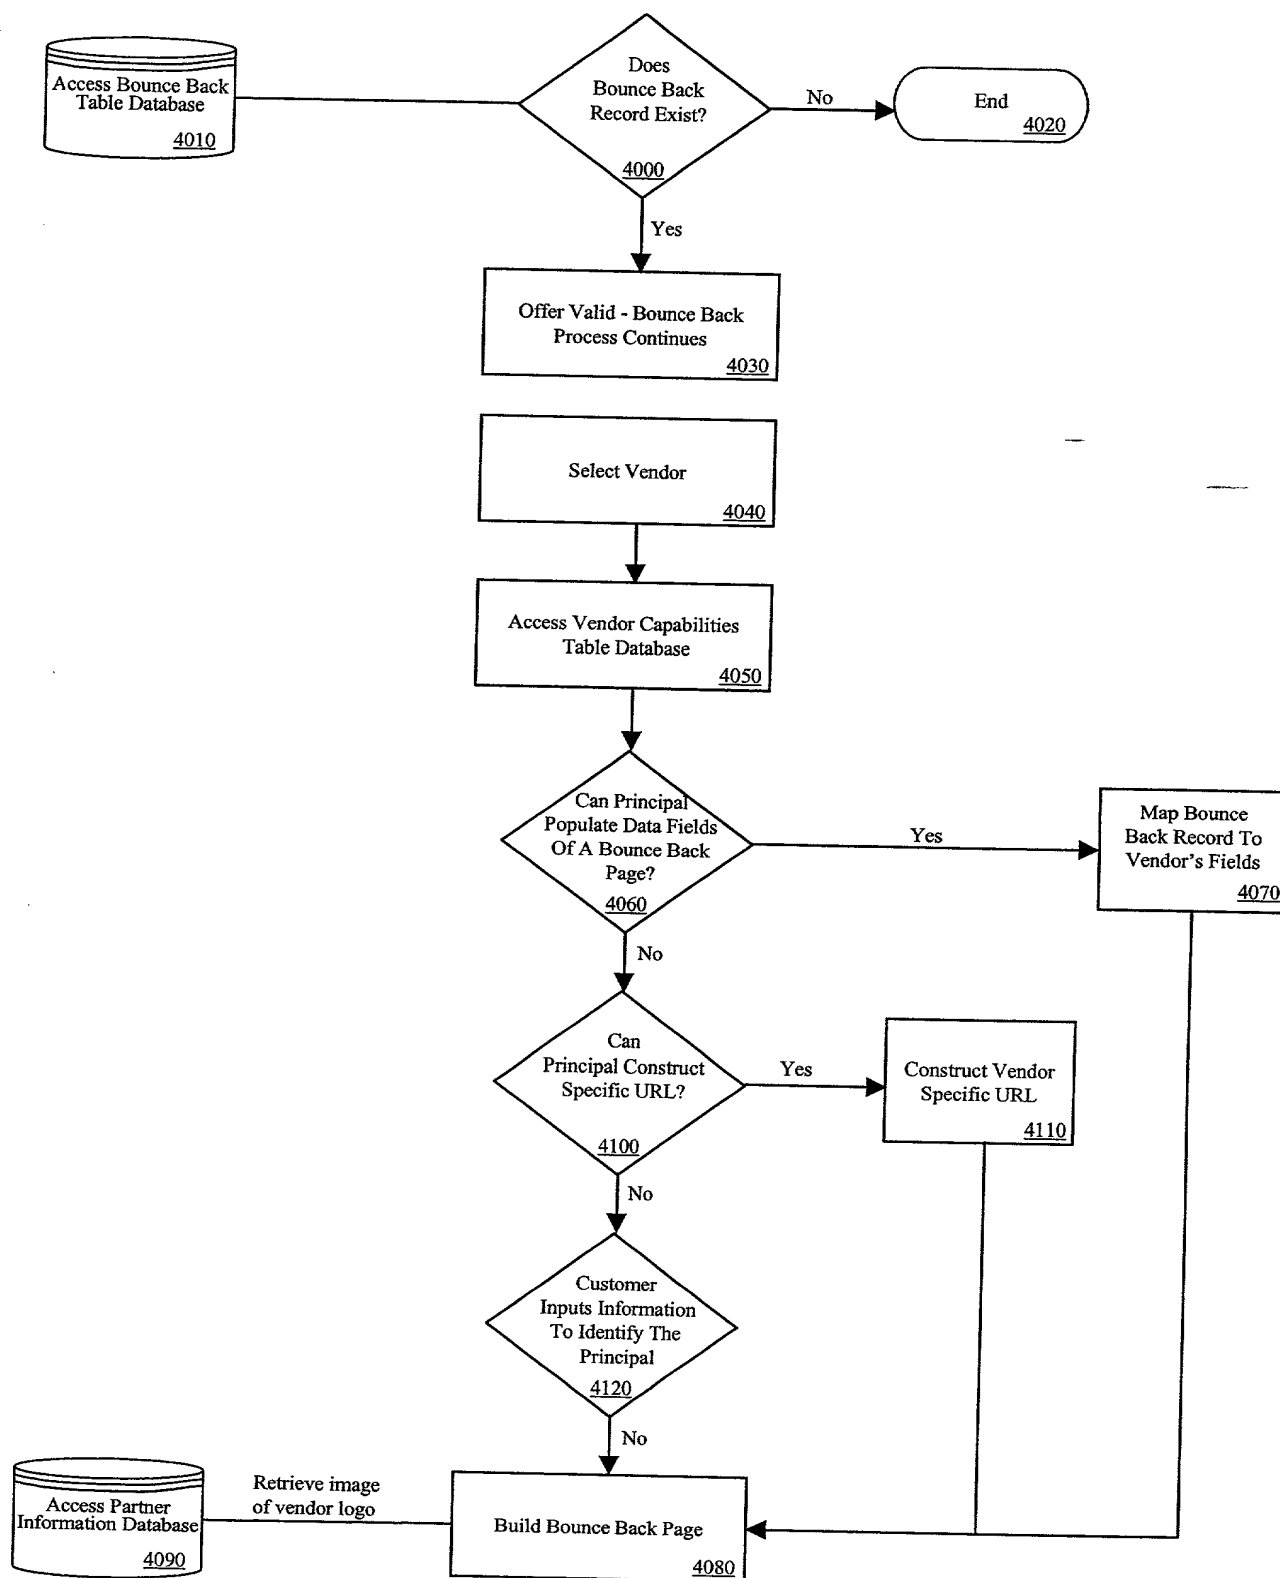 Access Bounce Back
Table Database
4010
Does
Bounce Back
Record Exist?
4000
No
End
4020
Yes
Offer Valid - Bounce Back
Process Continues
4030
Select Vendor
4040
Access Vendor Capabilities
Table Database
4050
Can Principal
Populate Data Fields
Of A Bounce Back
Page?
4060
Yes
Map Bounce
Back Record To
Vendor's Fields
4070
No
Can
Principal Construct
Specific URL?
4100
Yes
Construct Vendor
Specific URL
4110
No
Customer
Inputs Information
To Identify The
Principal
4120
No
Access Partner
Information Database
4090
Retrieve image
of vendor logo
Build Bounce Back Page
4080